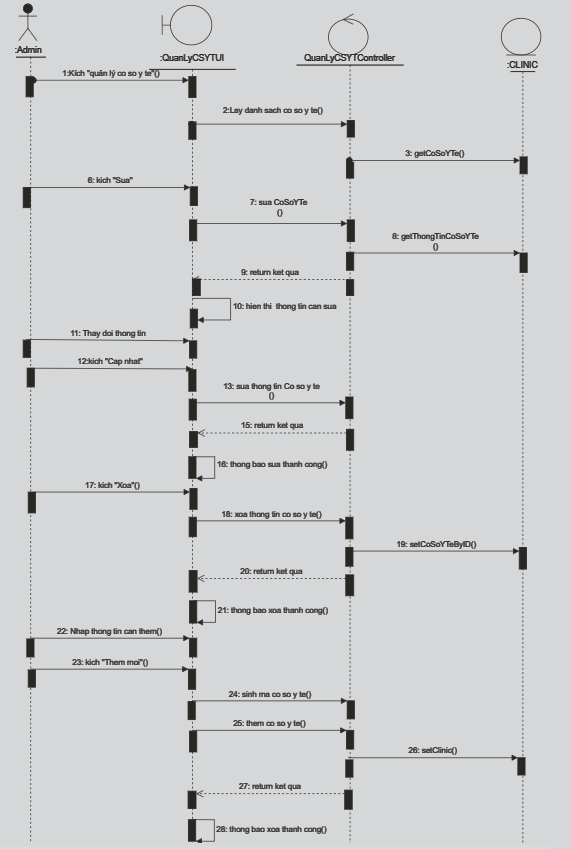 :Admin
:QuanLyCSYTUI
QuanLyCSYTController
:CLINIC
1:Kích "quản lý co so y te"()
2:Lay danh sach co so y te()
3: getCoSoYTe()
6: kich "Sua"
7: sua CoSoYTe
()
8: getThongTinCoSoYTe
()
9: return ket qua
10: hien thi thong tin can sua
11: Thay doi thong tin
12:kich "Cap nhat"
13: sua thong tin Co so y te
()
15: return ket qua
16: thong bao sua thanh cong()
17: kich "Xoa"()
18: xoa thong tin co so y te()
19: setCoSoYTeByID()
20: return ket qua
21: thong bao xoa thanh cong()
22: Nhap thong tin can them()
23: kich "Them moi"()
24: sinh ma co so y te()
25: them co so y te()
26: setClinic()
27: return ket qua
28: thong bao xoa thanh cong()